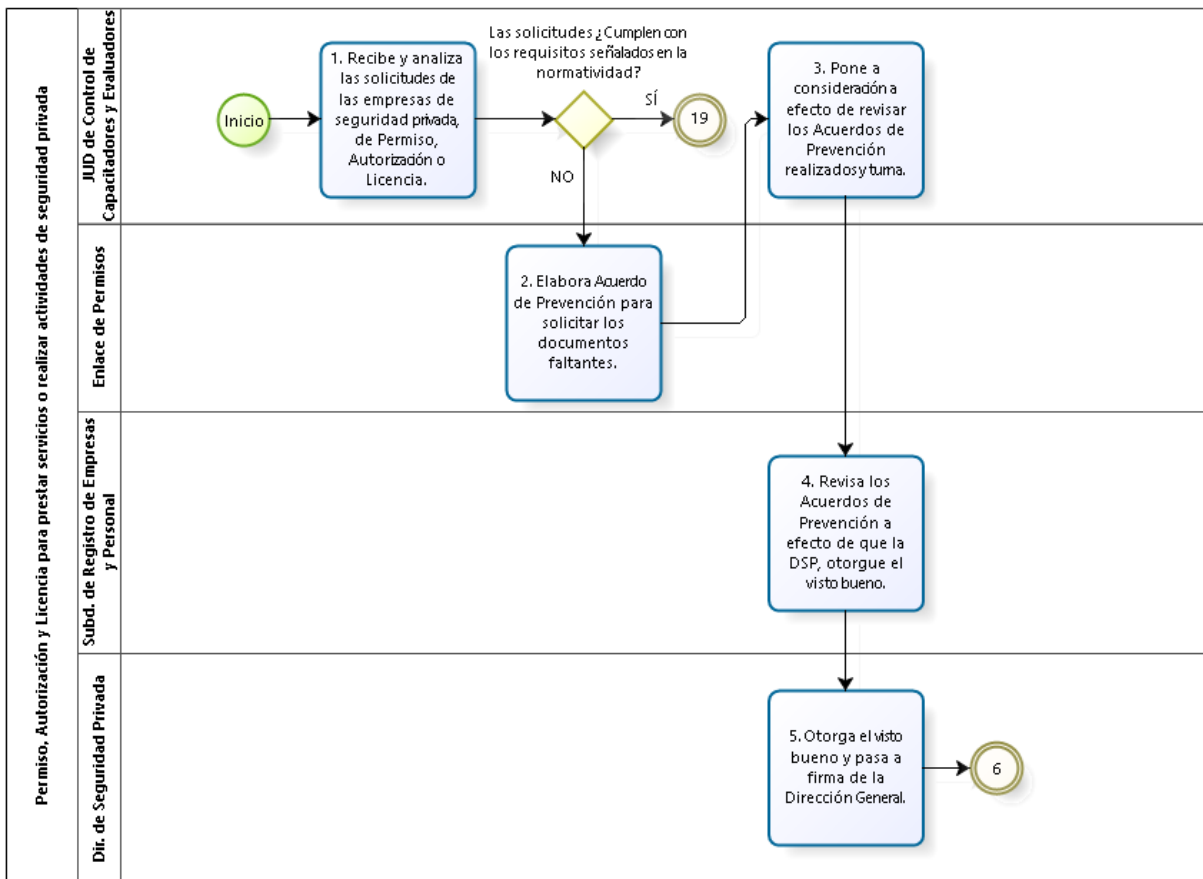 Permiso, Autorización y Licencia para prestar servicios o realizar actividades de seguridad privada
JUD de Control de
Capacitadores y Evaluadores
Inicio
1. Recibe y analiza
las solicitudes de
las empresas de
seguridad privada,
de Permiso,
Autorización o
Licencia.
Las solicitudes ¿Cumplen con
los requisitos señalados en la
normatividad?
SÍ
19
NO
3. Pone a
consideración a
efecto de revisar
los Acuerdos de
Prevención
realizados y turna.
Enlace de Permisos
2. Elabora Acuerdo
de Prevención para
solicitar los
documentos
faltantes.
Subd. de Registro de Empresas
y Personal
4. Revisa los
Acuerdos de
Prevención a
efecto de que la
DSP, otorgue el
visto bueno.
Dir. de Seguridad Privada
5. Otorga el visto
bueno y pasa a
firma de la
Dirección General.
6